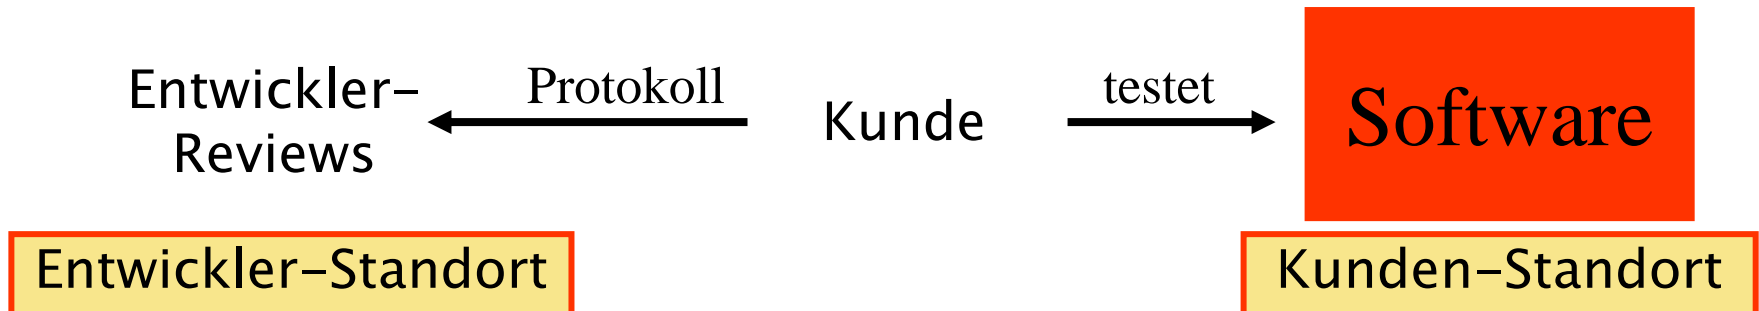 Entwickler-
Reviews
Protokoll
Kunde
testet
Software
Entwickler-Standort
Kunden-Standort